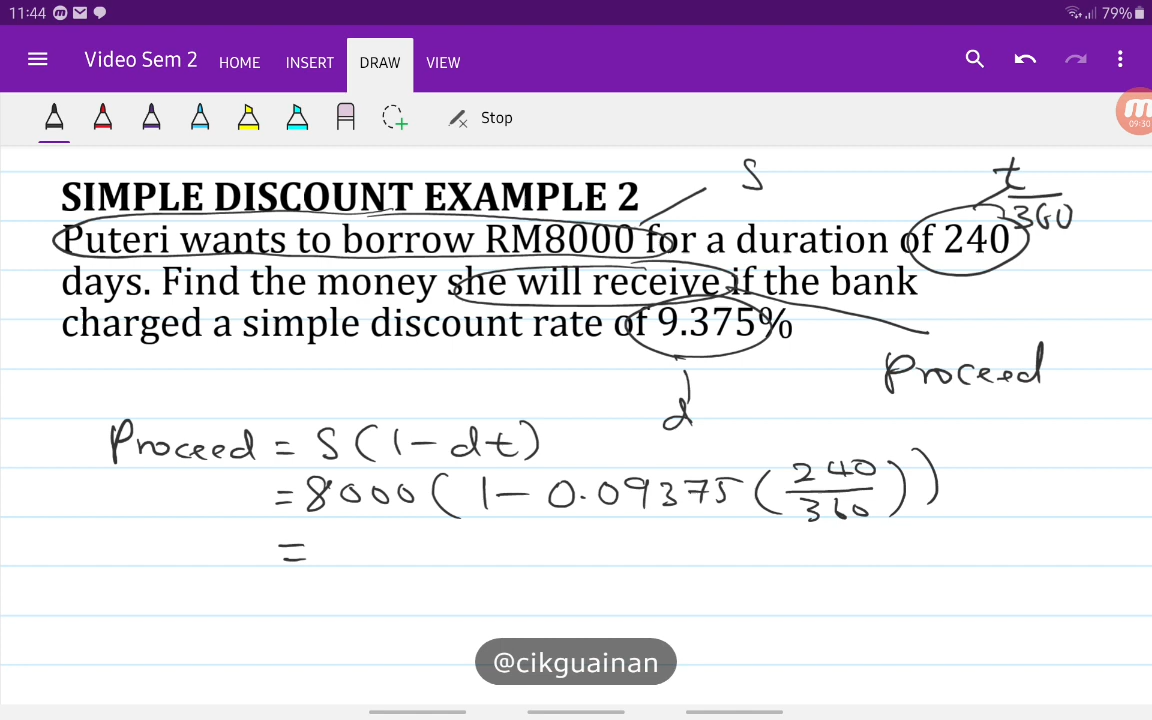 11:44 79%
Video Sem 2 HOME INSERT DRAW VIEW
Stop
09:30
S
t
360
SIMPLE DISCOUNT EXAMPLE 2
Puteri wants to borrow RM8000 for a duration of 240
days. Find the money she will receive if the bank
charged a simple discount rate of 9.375%
Proceed
d
Proceed = S(1-dt)
= 8000(1-0.09375(240/360))
=
@cikguainan